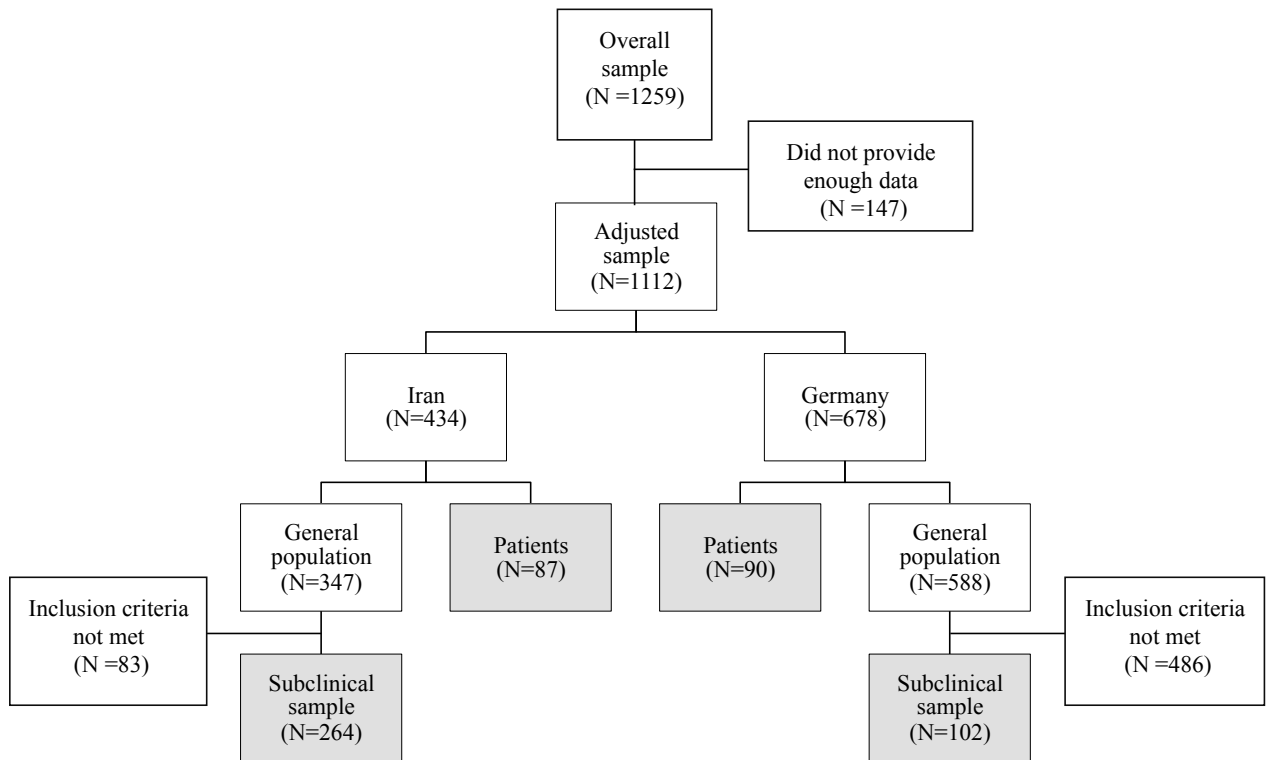 Overall
sample
(N =1259)
Did not provide
enough data
(N =147)
Adjusted
sample
(N=1112)
Iran
(N=434)
Germany
(N=678)
General
population
(N=347)
Patients
(N=87)
Patients
(N=90)
General
population
(N=588)
Inclusion criteria
not met
(N =83)
Inclusion criteria
not met
(N =486)
Subclinical
sample
(N=264)
Subclinical
sample
(N=102)